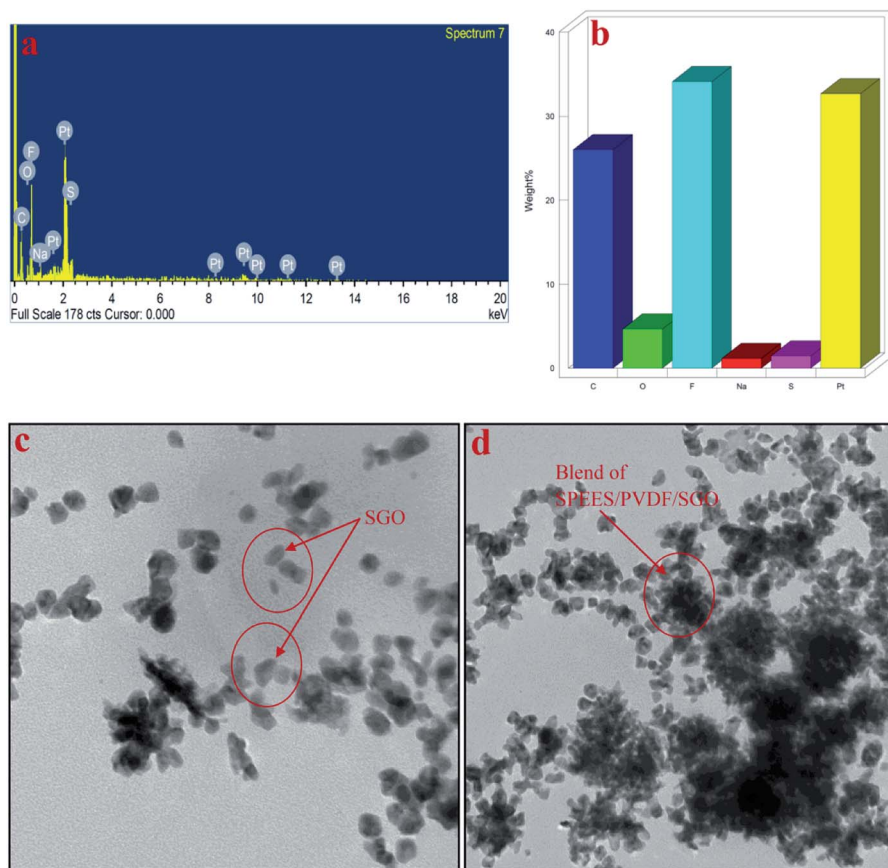 a
Spectrum 7
Pt
F
O
S
C
Na
Pt
Pt
Pt
Pt
Pt
Pt
0 2 4 6 8 10 12 14 16 18 20
Full Scale 178 cts Cursor: 0.000 keV
b
40
30
20
10
0
Weight%
C O F Na S Pt
c
SGO
d
Blend of
SPEES/PVDF/SGO